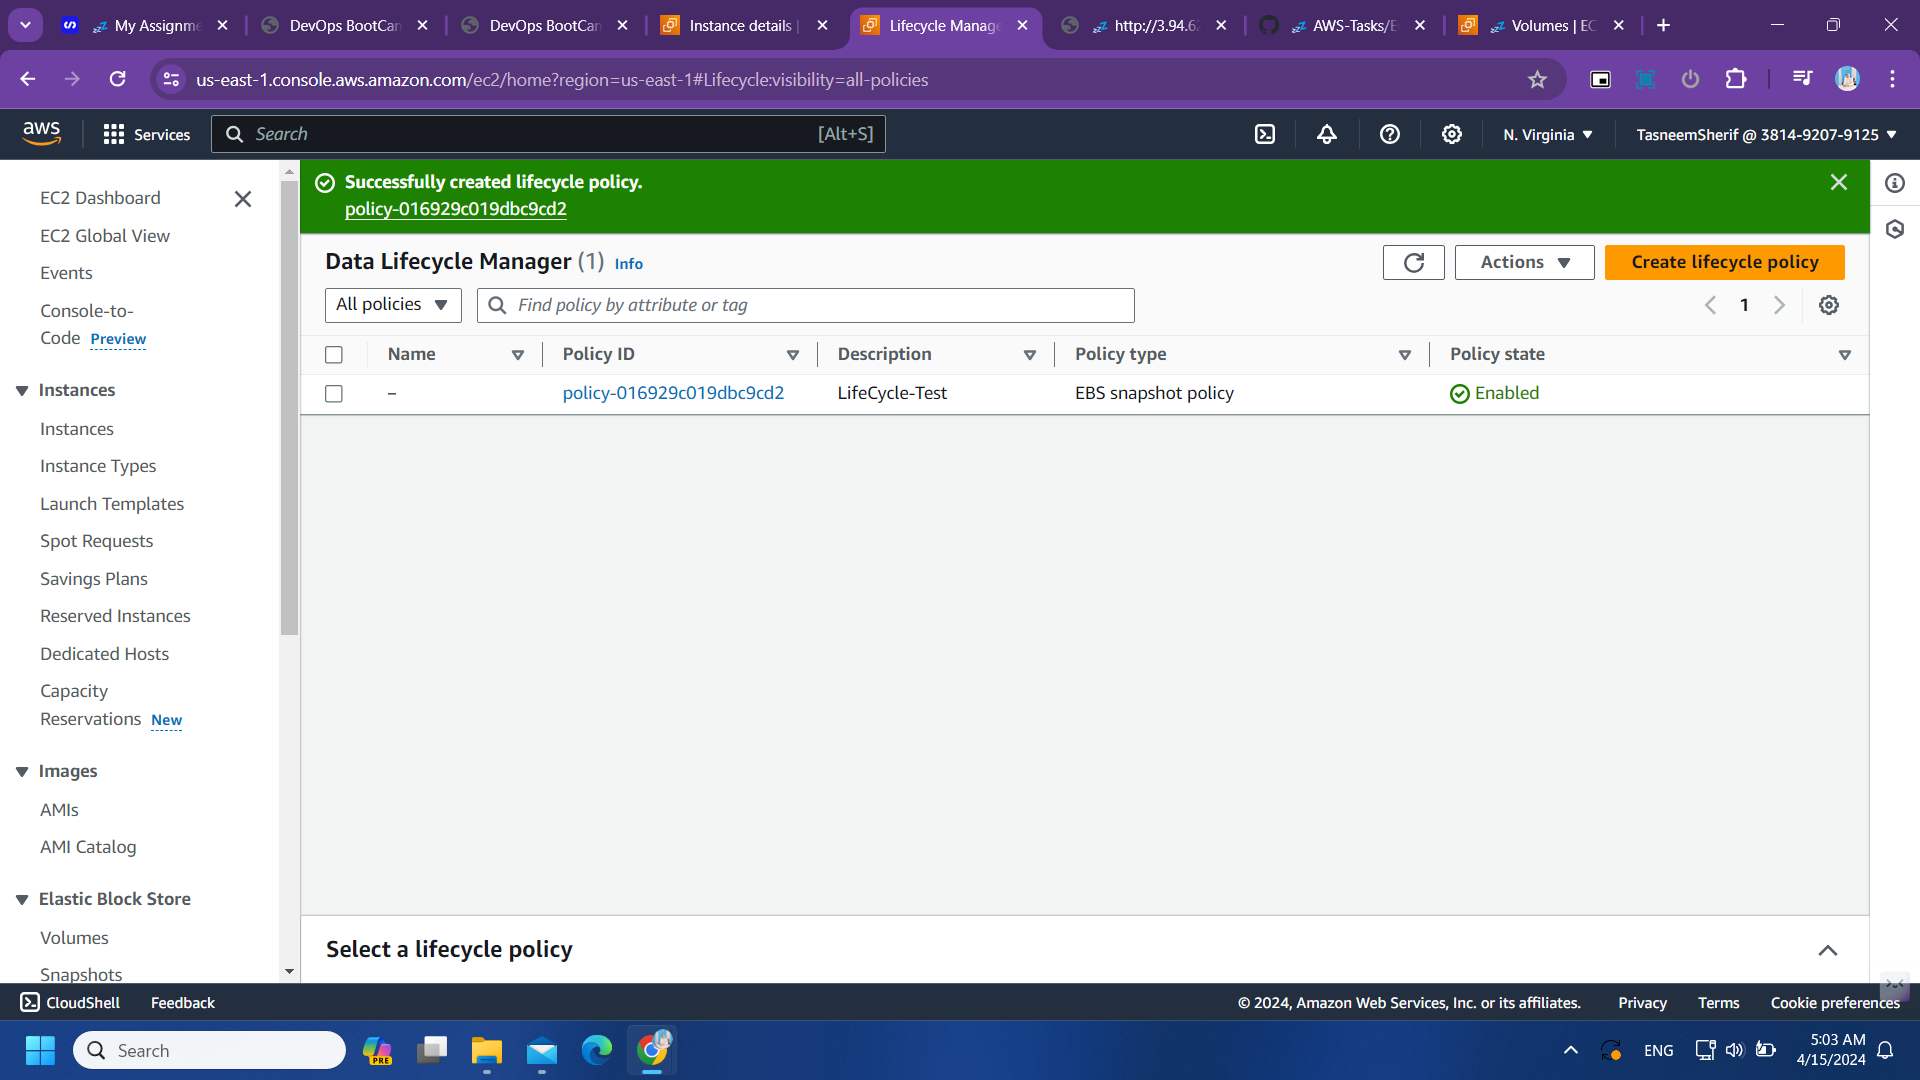 My Assignme
DevOps BootCan
DevOps BootCan
Instance details |
Lifecycle Manage
http://3.94.62
AWS-Tasks/E
Volumes | EC
us-east-1.console.aws.amazon.com/ec2/home?region=us-east-1#Lifecycle:visibility=all-policies
aws
Services
Search
[Alt+S]
N. Virginia
TasneemSherif @ 3814-9207-9125
EC2 Dashboard
EC2 Global View
Events
Console-to-
Code Preview
Instances
Instances
Instance Types
Launch Templates
Spot Requests
Savings Plans
Reserved Instances
Dedicated Hosts
Capacity
Reservations New
Images
AMIs
AMI Catalog
Elastic Block Store
Volumes
Snapshots
Successfully created lifecycle policy.
policy-016929c019dbc9cd2
Data Lifecycle Manager (1) Info
Actions
Create lifecycle policy
All policies
Find policy by attribute or tag
1
Name
Policy ID
Description
Policy type
Policy state
–
policy-016929c019dbc9cd2
LifeCycle-Test
EBS snapshot policy
Enabled
Select a lifecycle policy
CloudShell
Feedback
© 2024, Amazon Web Services, Inc. or its affiliates.
Privacy
Terms
Cookie preferences
Search
PRE
ENG
5:03 AM
4/15/2024